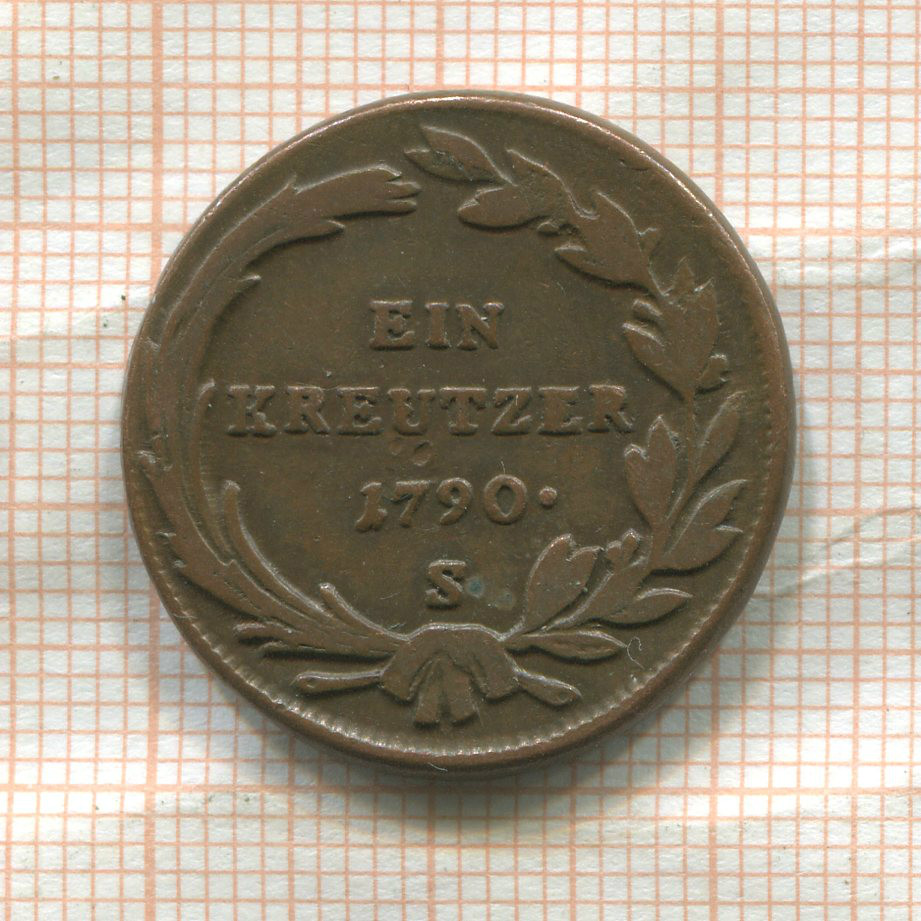 EIN
KREUTZER
1790·
S